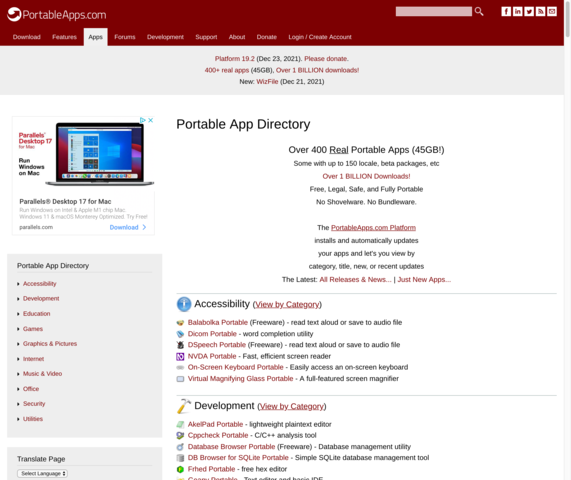 PortableApps.com
Download Features Apps Forums Development Support About Donate Login / Create Account
Platform 19.2 (Dec 23, 2021). Please donate.
400+ real apps (45GB), Over 1 BILLION downloads!
New: WizFile (Dec 21, 2021)
Parallels®
Desktop 17
for Mac
Run
Windows
on Mac
Parallels® Desktop 17 for Mac
Run Windows on Intel & Apple M1 chip Mac.
Windows 11 & macOS Monterey Optimized. Try Free!
parallels.com Download
Portable App Directory
Accessibility
Development
Education
Games
Graphics & Pictures
Internet
Music & Video
Office
Security
Utilities
Translate Page
Select Language
Portable App Directory
Over 400 Real Portable Apps (45GB!)
Some with up to 150 locale, beta packages, etc
Over 1 BILLION Downloads!
Free, Legal, Safe, and Fully Portable
No Shovelware. No Bundleware.
The PortableApps.com Platform
installs and automatically updates
your apps and let's you view by
category, title, new, or recent updates
The Latest: All Releases & News... | Just New Apps...
Accessibility (View by Category)
Balabolka Portable (Freeware) - read text aloud or save to audio file
Dicom Portable - word completion utility
DSpeech Portable (Freeware) - read text aloud or save to audio file
NVDA Portable - Fast, efficient screen reader
On-Screen Keyboard Portable - Easily access an on-screen keyboard
Virtual Magnifying Glass Portable - A full-featured screen magnifier
Development (View by Category)
AkelPad Portable - lightweight plaintext editor
Cppcheck Portable - C/C++ analysis tool
Database Browser Portable (Freeware) - Database management utility
DB Browser for SQLite Portable - Simple SQLite database management tool
Frhed Portable - free hex editor
Geany Portable - Text editor and basic IDE